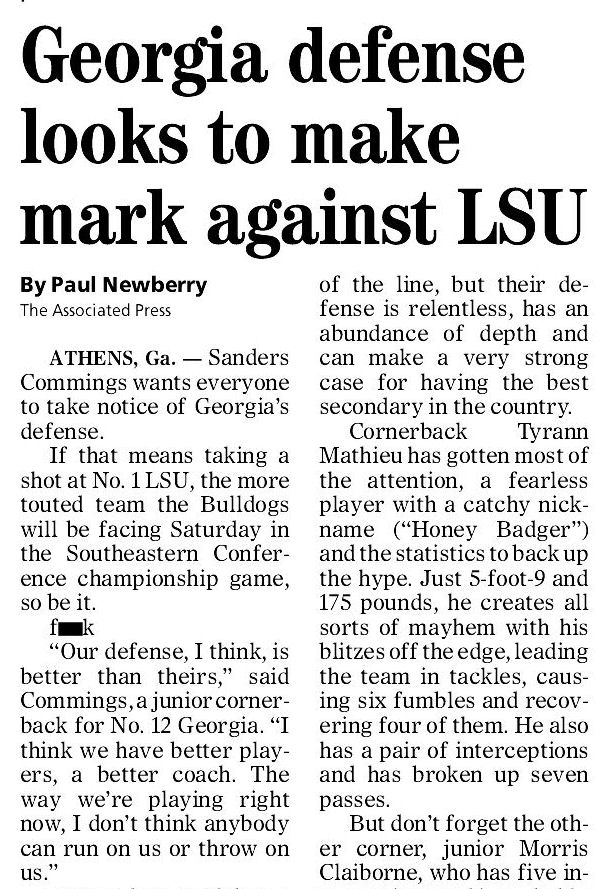 Georgia defense
looks to make
mark against LSU
By Paul Newberry
The Associated Press
ATHENS, Ga. — Sanders
Commings wants everyone
to take notice of Georgia’s
defense.
If that means taking a
shot at No. 1 LSU, the more
touted team the Bulldogs
will be facing Saturday in
the Southeastern Confer-
ence championship game,
so be it.
f k
“Our defense, I think, is
better than theirs,” said
Commings, a junior corner-
back for No. 12 Georgia. “I
think we have better play-
ers, a better coach. The
way we’re playing right
now, I don’t think anybody
can run on us or throw on
us.”
of the line, but their de-
fense is relentless, has an
abundance of depth and
can make a very strong
case for having the best
secondary in the country.
Cornerback Tyrann
Mathieu has gotten most of
the attention, a fearless
player with a catchy nick-
name (“Honey Badger”)
and the statistics to back up
the hype. Just 5-foot-9 and
175 pounds, he creates all
sorts of mayhem with his
blitzes off the edge, leading
the team in tackles, caus-
ing six fumbles and recov-
ering four of them. He also
has a pair of interceptions
and has broken up seven
passes.
But don’t forget the oth-
er corner, junior Morris
Claiborne, who has five in-